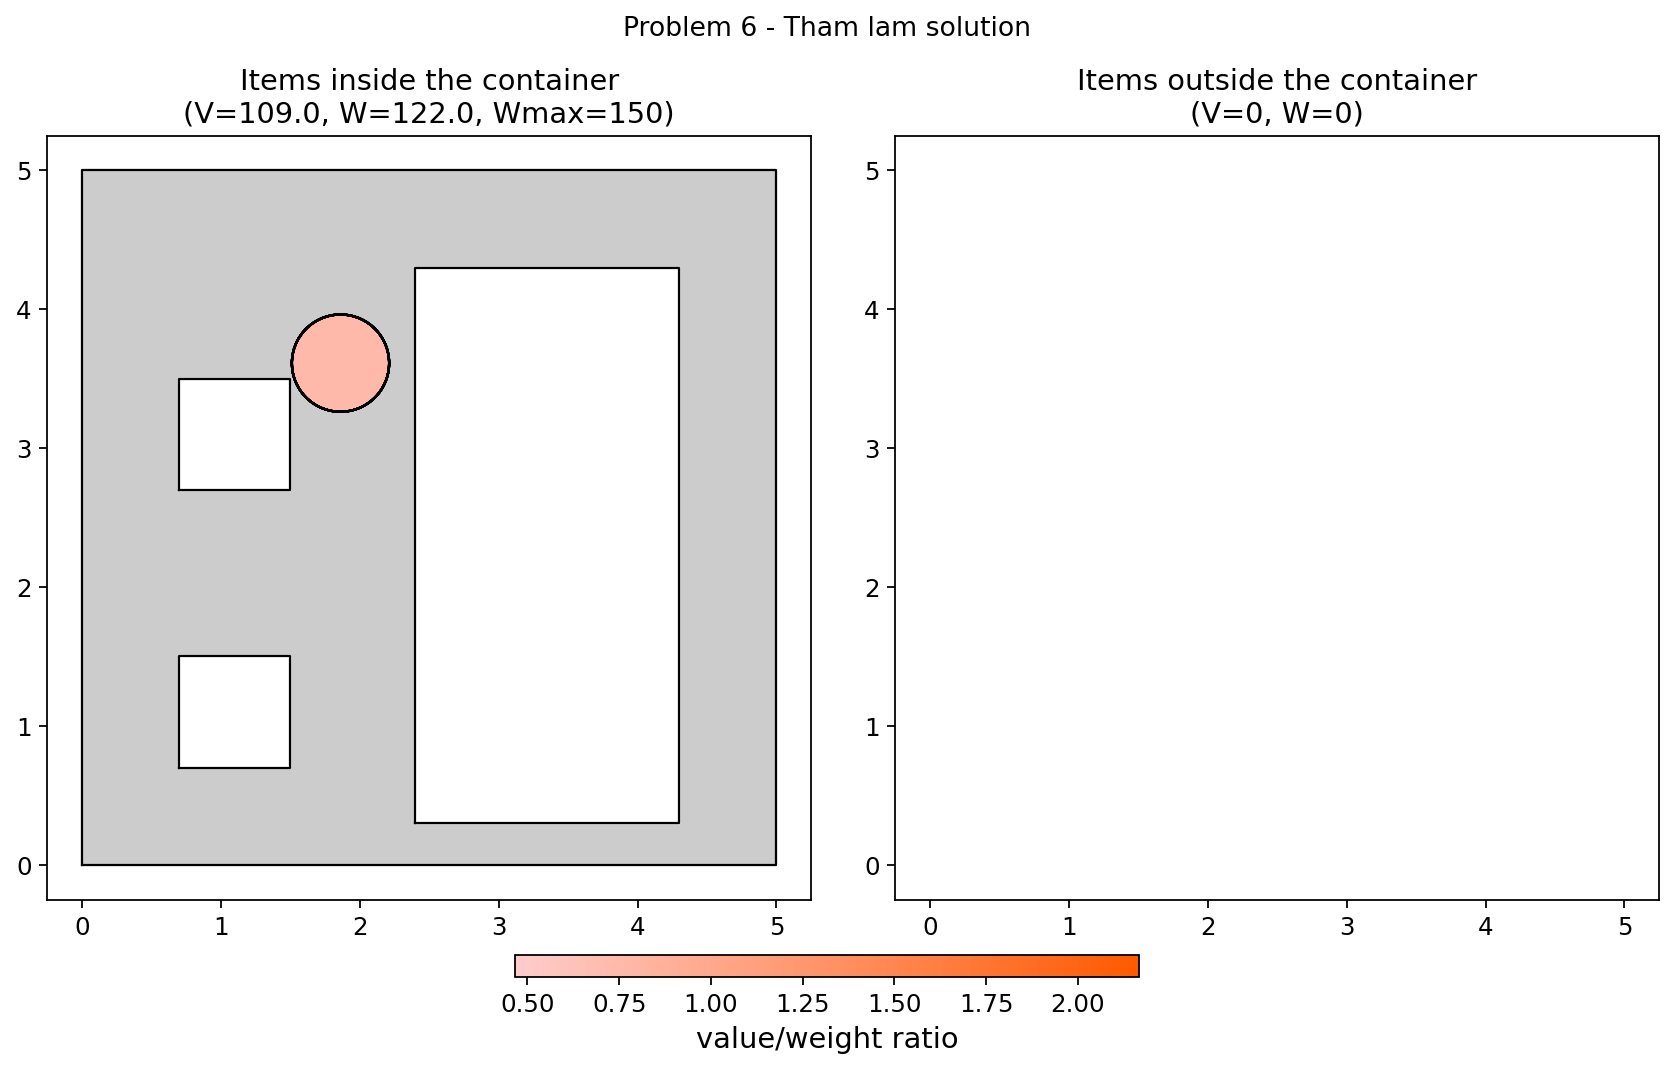 Problem 6 - Tham lam solution
Items inside the container
(V=109.0, W=122.0, Wmax=150)
5
4
3
2
1
0
0 1 2 3 4 5
Items outside the container
(V=0, W=0)
5
4
3
2
1
0
0 1 2 3 4 5
0.50 0.75 1.00 1.25 1.50 1.75 2.00
value/weight ratio